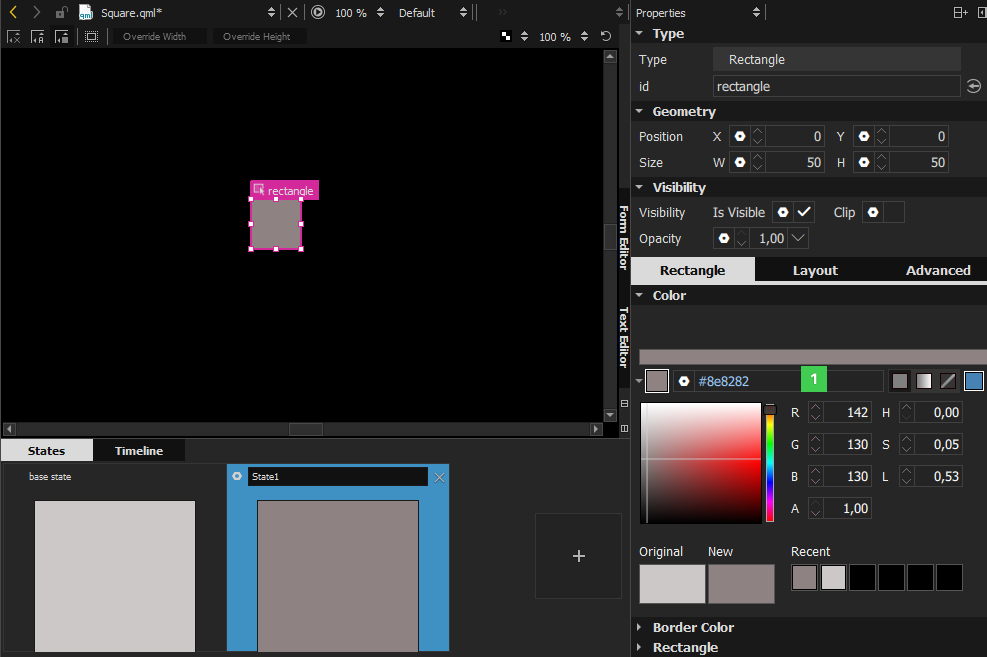 Square.qml* 100 % Default Properties
Override Width Override Height 100 %
Type
Type Rectangle
id rectangle
Geometry
Position X 0 Y 0
Size W 50 H 50
Visibility
Visibility Is Visible Clip
Opacity 1,00
rectangle
Form Editor
Text Editor
Rectangle Layout Advanced
Color
#8e8282 1
R 142 H 0,00
G 130 S 0,05
B 130 L 0,53
A 1,00
Original New Recent
Border Color
Rectangle
States Timeline
base state State1
+